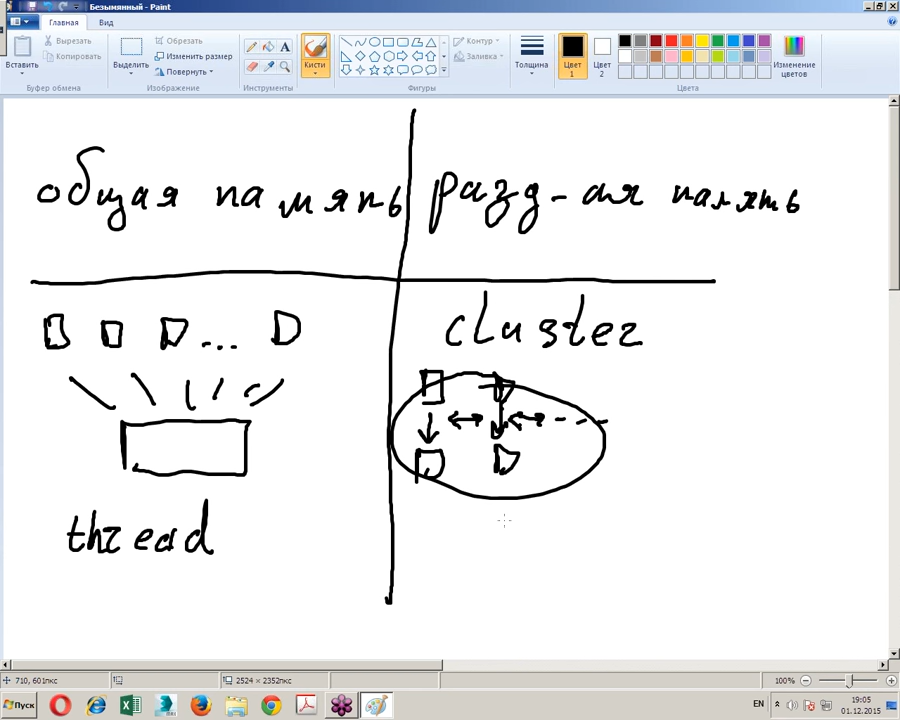 Безымянный - Paint
Главная Вид
Вставить
Вырезать
Копировать
Буфер обмена
Выделить
Обрезать
Изменить размер
Повернуть
Изображение
A
Инструменты
Кисти
Контур
Заливка
Фигуры
Толщина
Цвет 1
Цвет 2
Изменение цветов
Цвета
общая память
разд-ая память
...
cluster
thread
710, 601пкс
2524 × 2352пкс
100%
Пуск
EN
19:05
01.12.2015